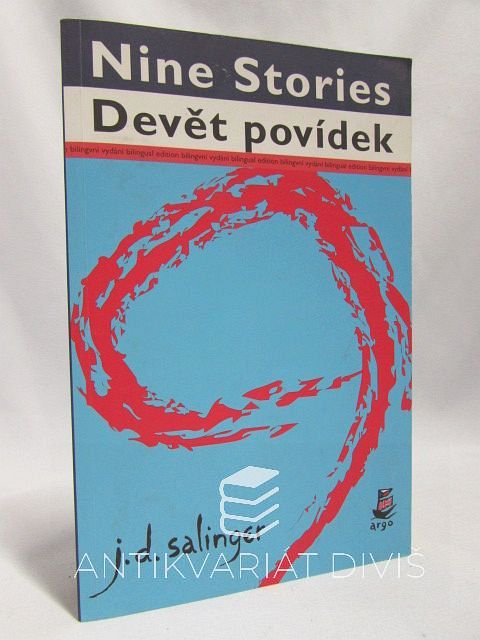 Nine Stories
Devět povídek
bilingvní vydání bilingual edition bilingvní vydání bilingual edition bilingvní vydání bilingual edition bilingvní vydání
9
argo
j.d. salinger
ANTIKVARIÁT DIVIŠ